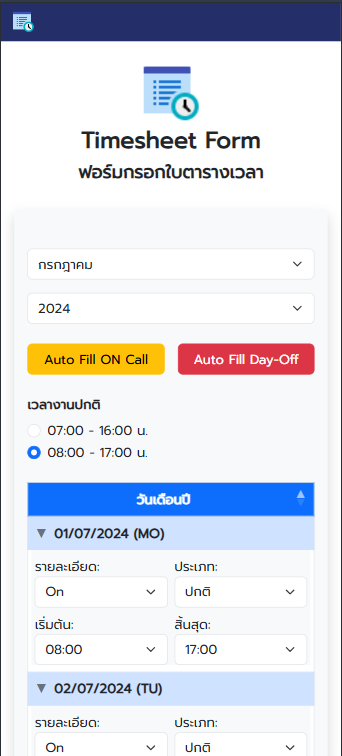 Timesheet Form
ฟอร์มกรอกใบตารางเวลา
กรกฎาคม
2024
Auto Fill ON Call Auto Fill Day-Off
เวลางานปกติ
07:00 - 16:00 น.
08:00 - 17:00 น.
วันเดือนปี
01/07/2024 (MO)
รายละเอียด: ประเภท:
On ปกติ
เริ่มต้น: สิ้นสุด:
08:00 17:00
02/07/2024 (TU)
รายละเอียด: ประเภท:
On ปกติ